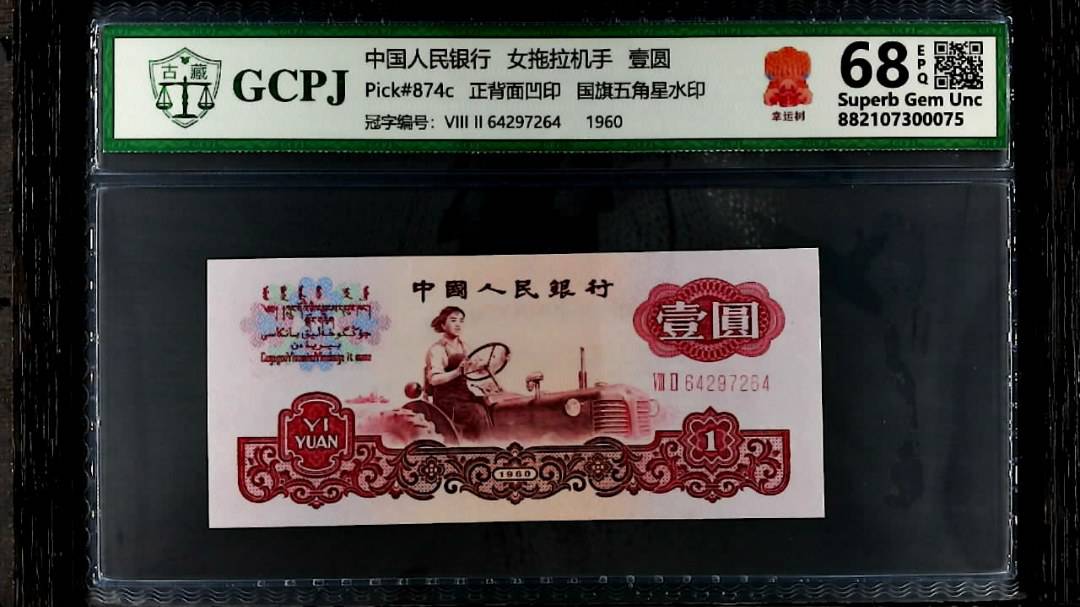 古藏
GCPJ
中国人民银行 女拖拉机手 壹圆
Pick#874c 正背面凹印 国旗五角星水印
冠字编号: VIII II 64297264 1960
幸运树
68 EPQ
Superb Gem Unc
882107300075
中國人民銀行
壹圓
VIII II 64297264
YI
YUAN
1
1960